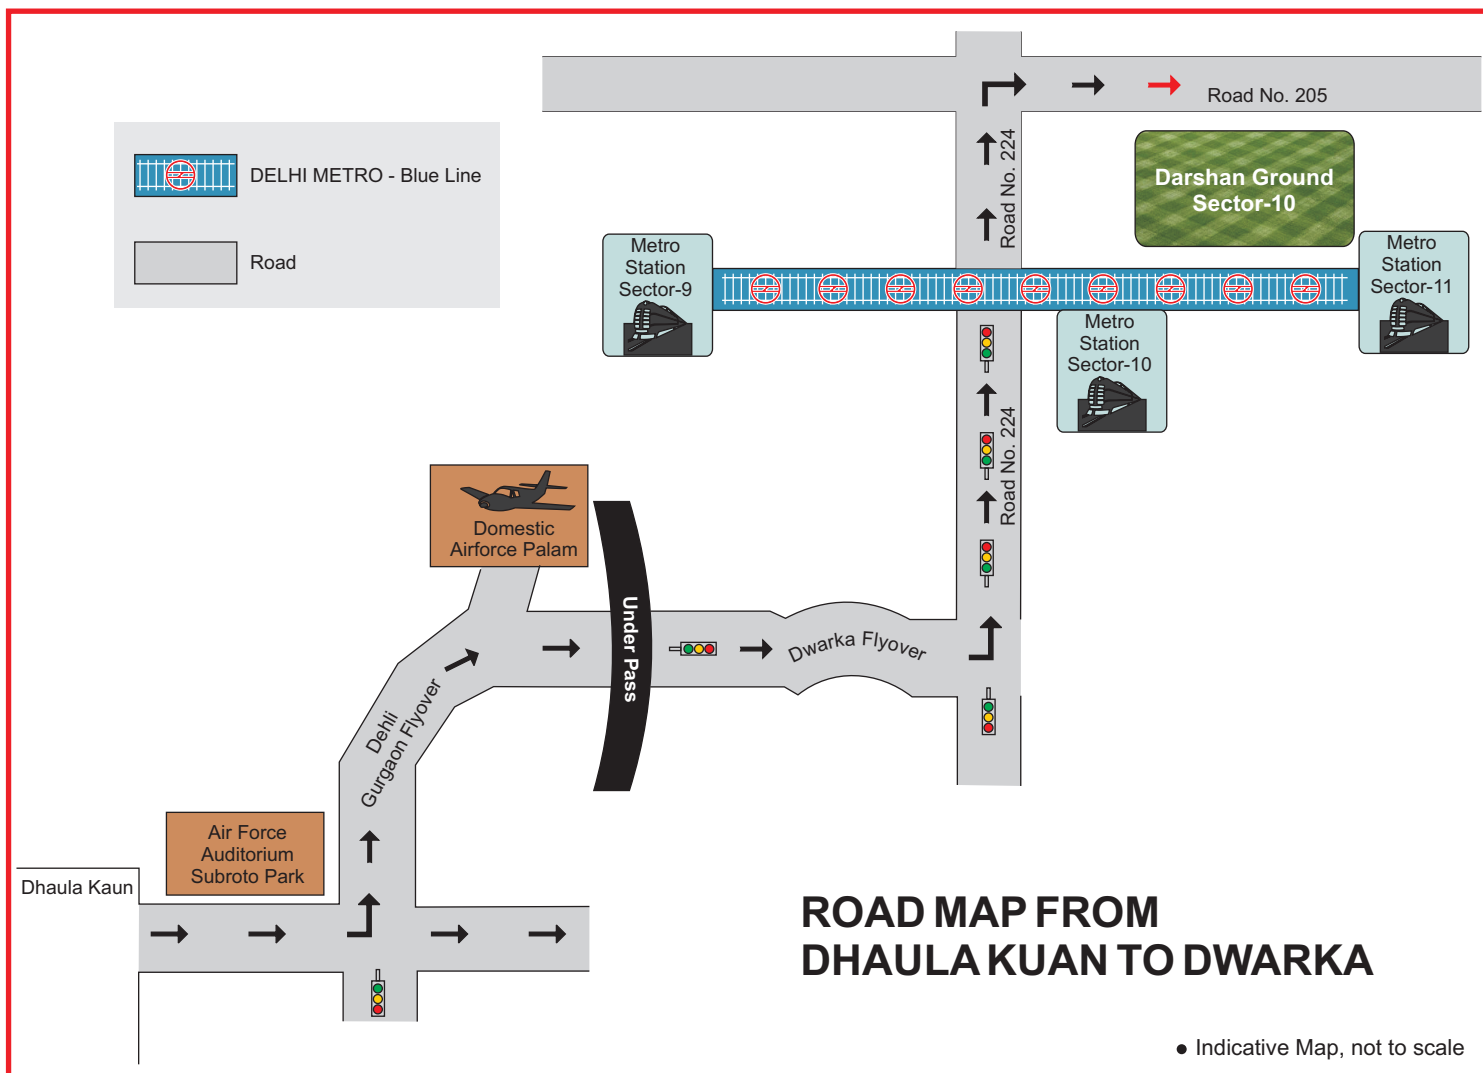 Road No. 205
Road No. 224
DELHI METRO - Blue Line
Road
Darshan Ground
Sector-10
Metro
Station
Sector-9
Metro
Station
Sector-11
Metro
Station
Sector-10
Road No. 224
Domestic
Airforce Palam
Under Pass
Dwarka Flyover
Dehli
Gurgaon Flyover
Air Force
Auditorium
Subroto Park
Dhaula Kaun
ROAD MAP FROM
DHAULA KUAN TO DWARKA
● Indicative Map, not to scale